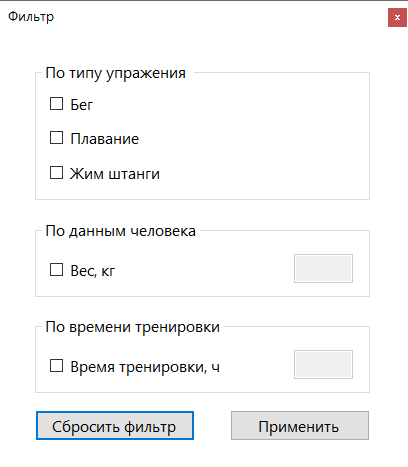 Фильтр
x
По типу упражения
Бег
Плавание
Жим штанги
По данным человека
Вес, кг
По времени тренировки
Время тренировки, ч
Сбросить фильтр
Применить